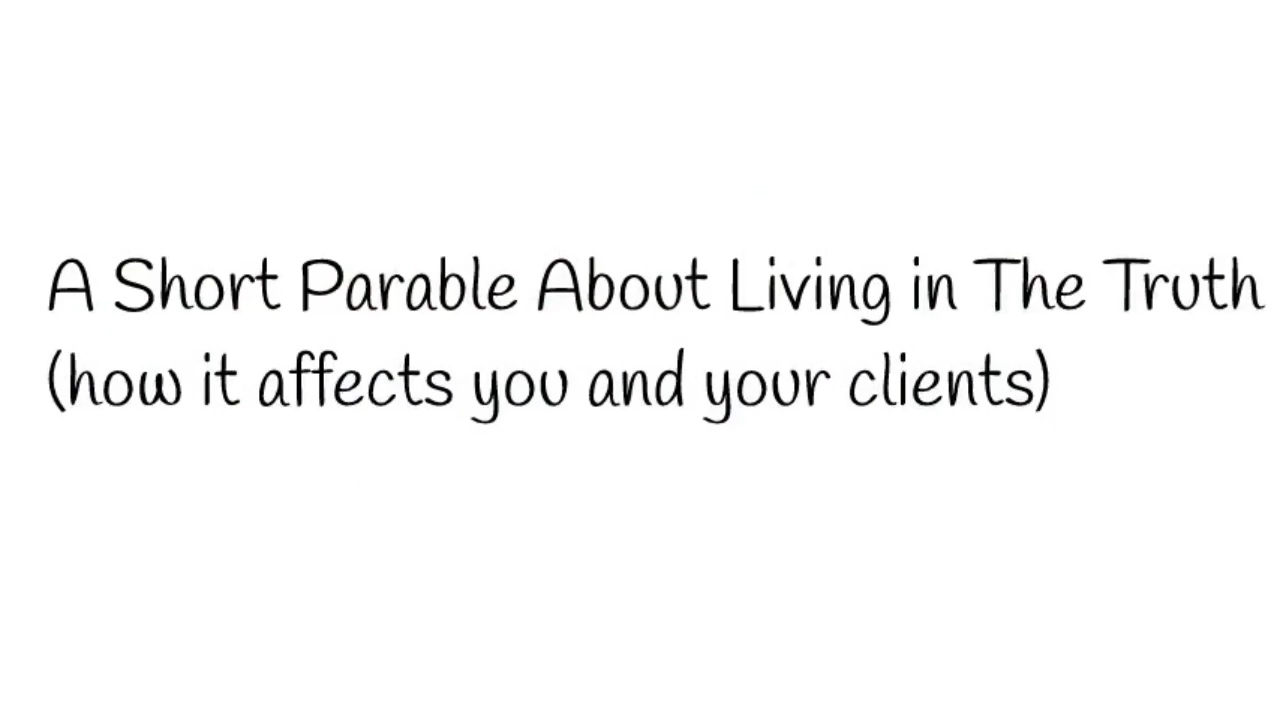 A Short Parable About Living in The Truth
(how it affects you and your clients)